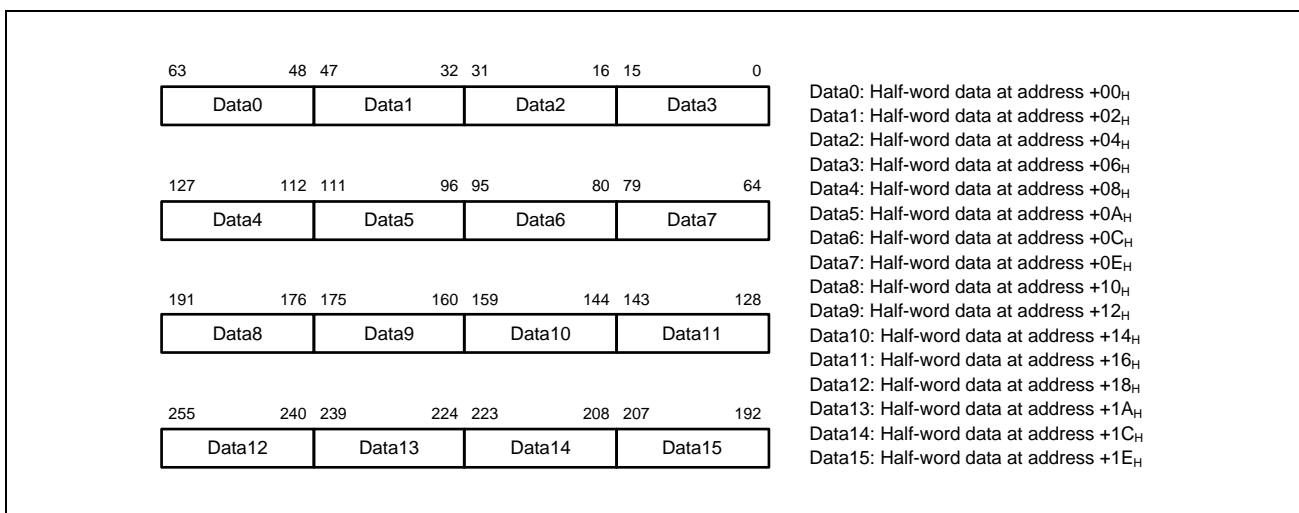 63 48 47 32 31 16 15 0
Data0 Data1 Data2 Data3
127 112 111 96 95 80 79 64
Data4 Data5 Data6 Data7
191 176 175 160 159 144 143 128
Data8 Data9 Data10 Data11
255 240 239 224 223 208 207 192
Data12 Data13 Data14 Data15
Data0: Half-word data at address +00H
Data1: Half-word data at address +02H
Data2: Half-word data at address +04H
Data3: Half-word data at address +06H
Data4: Half-word data at address +08H
Data5: Half-word data at address +0AH
Data6: Half-word data at address +0CH
Data7: Half-word data at address +0EH
Data8: Half-word data at address +10H
Data9: Half-word data at address +12H
Data10: Half-word data at address +14H
Data11: Half-word data at address +16H
Data12: Half-word data at address +18H
Data13: Half-word data at address +1AH
Data14: Half-word data at address +1CH
Data15: Half-word data at address +1EH